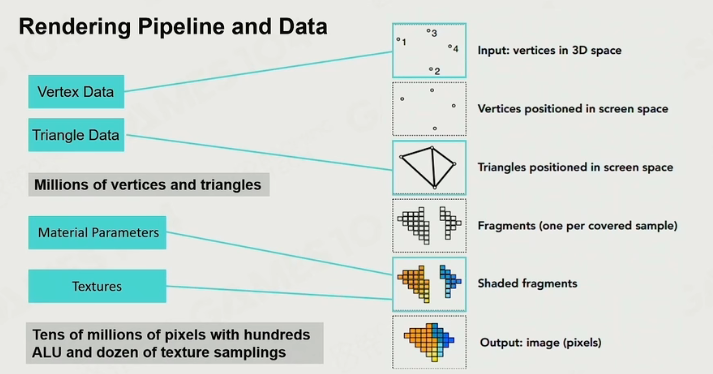 Rendering Pipeline and Data
Vertex Data
Triangle Data
Millions of vertices and triangles
Material Parameters
Textures
Tens of millions of pixels with hundreds
ALU and dozen of texture samplings
1
3
4
2
Input: vertices in 3D space
Vertices positioned in screen space
Triangles positioned in screen space
Fragments (one per covered sample)
Shaded fragments
Output: image (pixels)